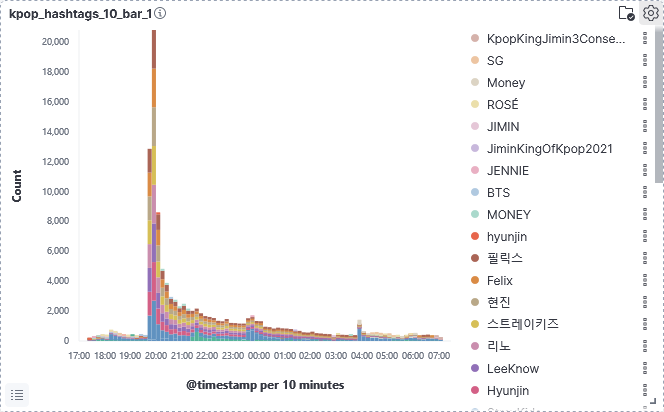 kpop_hashtags_10_bar_1
20,000
18,000
16,000
14,000
12,000
10,000
8,000
6,000
4,000
2,000
0
Count
17:00 18:00 19:00 20:00 21:00 22:00 23:00 00:00 01:00 02:00 03:00 04:00 05:00 06:00 07:00
@timestamp per 10 minutes
KpopKingJimin3Conse...
SG
Money
ROSÉ
JIMIN
JiminKingOfKpop2021
JENNIE
BTS
MONEY
hyunjin
필릭스
Felix
현진
스트레이키즈
리노
LeeKnow
Hyunjin